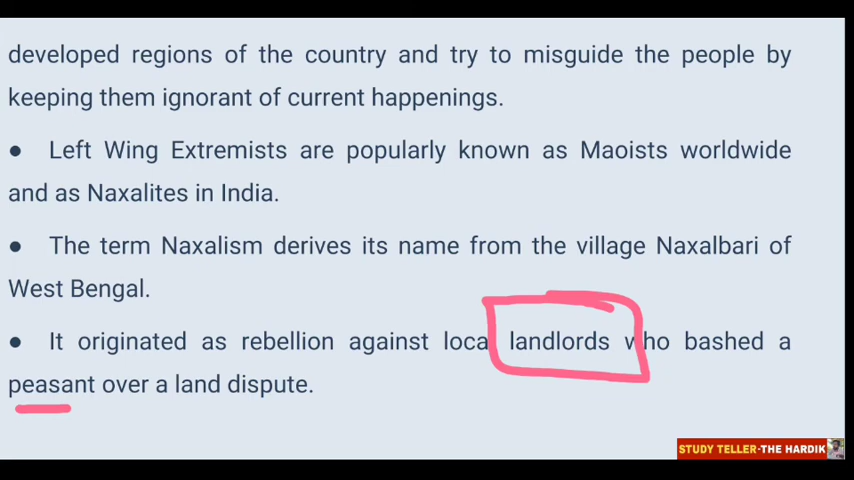 developed regions of the country and try to misguide the people by
keeping them ignorant of current happenings.
● Left Wing Extremists are popularly known as Maoists worldwide
and as Naxalites in India.
● The term Naxalism derives its name from the village Naxalbari of
West Bengal.
● It originated as rebellion against local landlords who bashed a
peasant over a land dispute.
STUDY TELLER-THE HARDIK